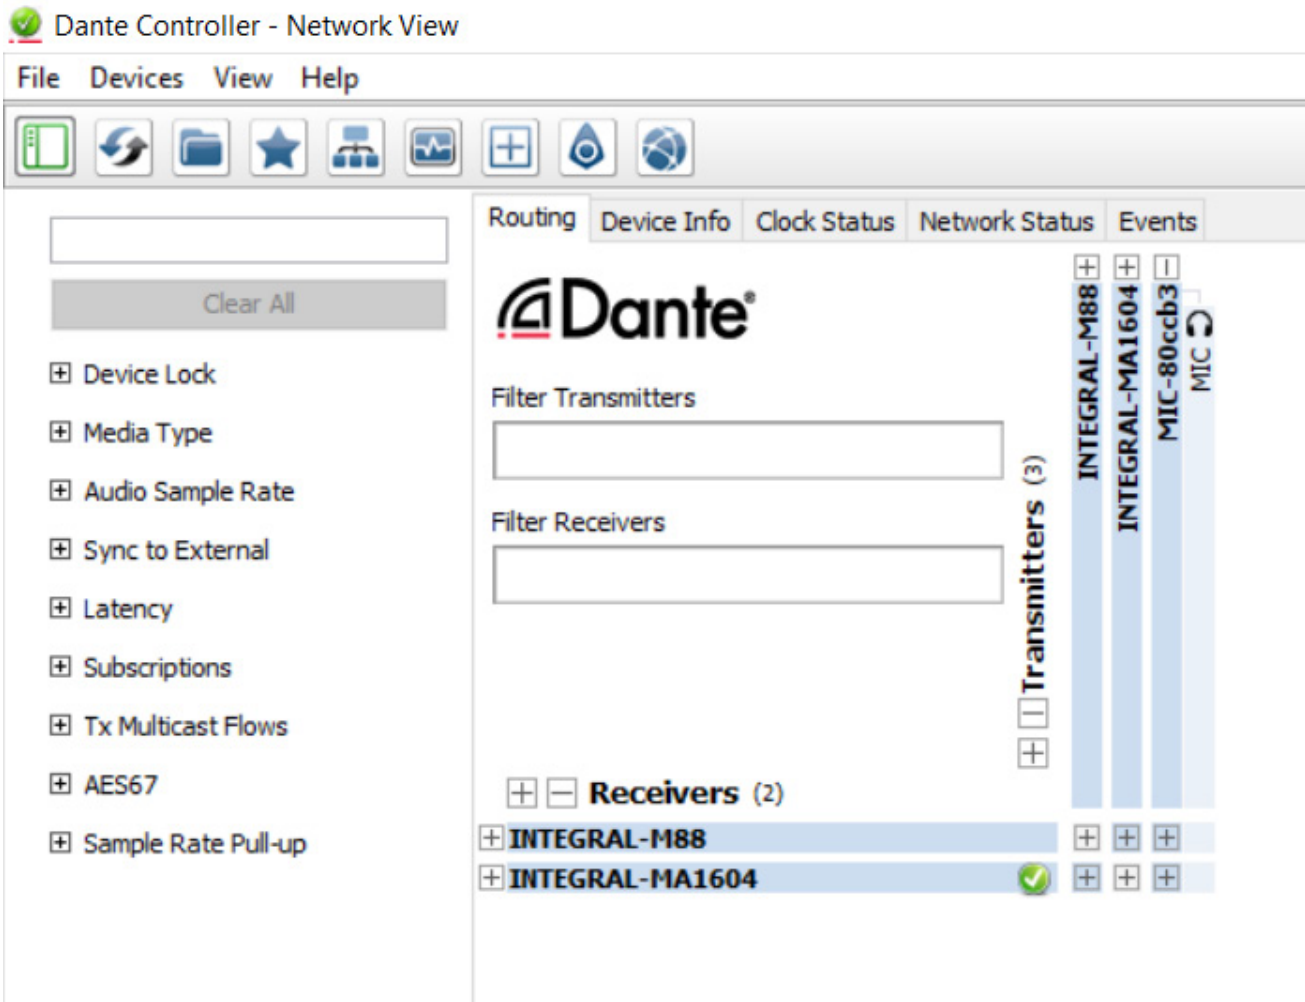 Dante Controller - Network View
File Devices View Help
Clear All
Device Lock
Media Type
Audio Sample Rate
Sync to External
Latency
Subscriptions
Tx Multicast Flows
AES67
Sample Rate Pull-up
Routing Device Info Clock Status Network Status Events
Dante®
Filter Transmitters
Filter Receivers
Transmitters (3)
INTEGRAL-M88
INTEGRAL-MA1604
MIC-80ccb3
MIC
Receivers (2)
INTEGRAL-M88
INTEGRAL-MA1604